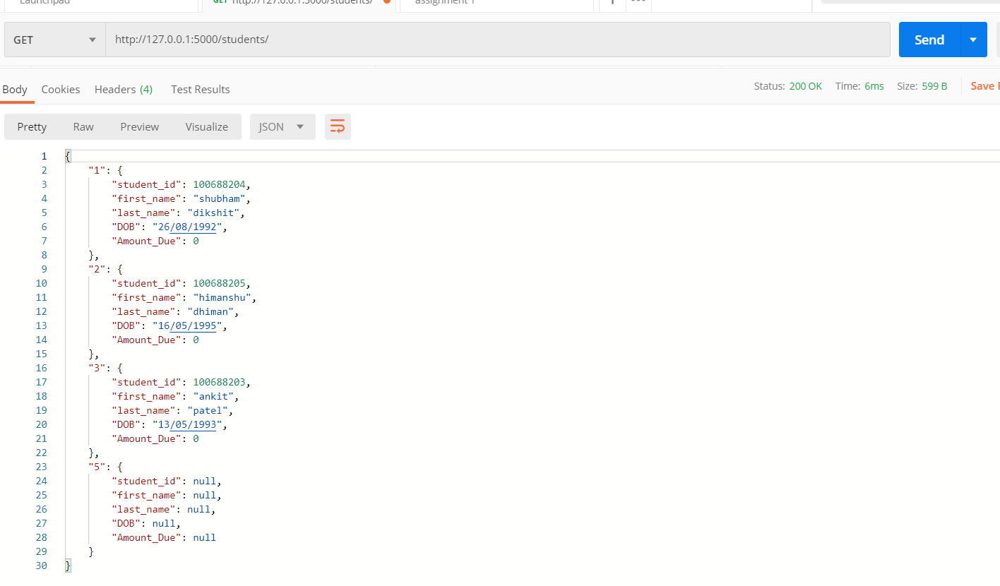 Launchpad
GET http://127.0.0.1:5000/students/
assignment 1
GET
http://127.0.0.1:5000/students/
Send
Body Cookies Headers (4) Test Results
Status: 200 OK Time: 6ms Size: 599 B Save
Pretty Raw Preview Visualize JSON
1 {
2 "1": {
3 "student_id": 100688204,
4 "first_name": "shubham",
5 "last_name": "dikshit",
6 "DOB": "26/08/1992",
7 "Amount_Due": 0
8 },
9 "2": {
10 "student_id": 100688205,
11 "first_name": "himanshu",
12 "last_name": "dhiman",
13 "DOB": "16/05/1995",
14 "Amount_Due": 0
15 },
16 "3": {
17 "student_id": 100688203,
18 "first_name": "ankit",
19 "last_name": "patel",
20 "DOB": "13/05/1993",
21 "Amount_Due": 0
22 },
23 "5": {
24 "student_id": null,
25 "first_name": null,
26 "last_name": null,
27 "DOB": null,
28 "Amount_Due": null
29 }
30 }